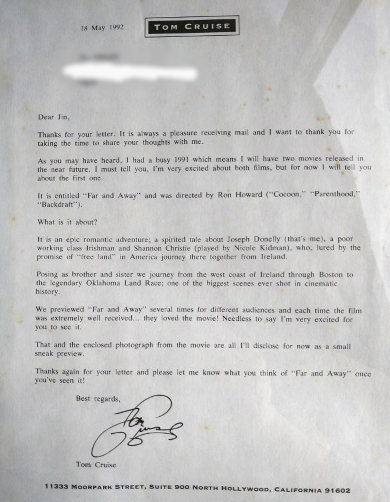 18 May 1992
TOM CRUISE
Dear Jin,
Thanks for your letter. It is always a pleasure receiving mail and I want to thank you for
taking the time to share your thoughts with me.
As you may have heard, I had a busy 1991 which means I will have two movies released in
the near future. I must tell you, I'm very excited about both films, but for now I will tell you
about the first one.
It is entitled "Far and Away" and was directed by Ron Howard ("Cocoon," "Parenthood,"
"Backdraft").
What is it about?
It is an epic romantic adventure; a spirited tale about Joseph Donelly (that's me), a poor
working class Irishman and Shannon Christie (played by Nicole Kidman), who, lured by the
promise of "free land" in America journey there together from Ireland.
Posing as brother and sister we journey from the west coast of Ireland through Boston to
the legendary Oklahoma Land Race; one of the biggest scenes ever shot in cinematic
history.
We previewed "Far and Away" several times for different audiences and each time the film
was extremely well received... they loved the movie! Needless to say I'm very excited for
you to see it.
That and the enclosed photograph from the movie are all I'll disclose for now as a small
sneak preview.
Thanks again for your letter and please let me know what you think of "Far and Away" once
you've seen it!
Best regards,
Tom Cruise
Tom Cruise
11333 MOORPARK STREET, SUITE 900 NORTH HOLLYWOOD, CALIFORNIA 91602